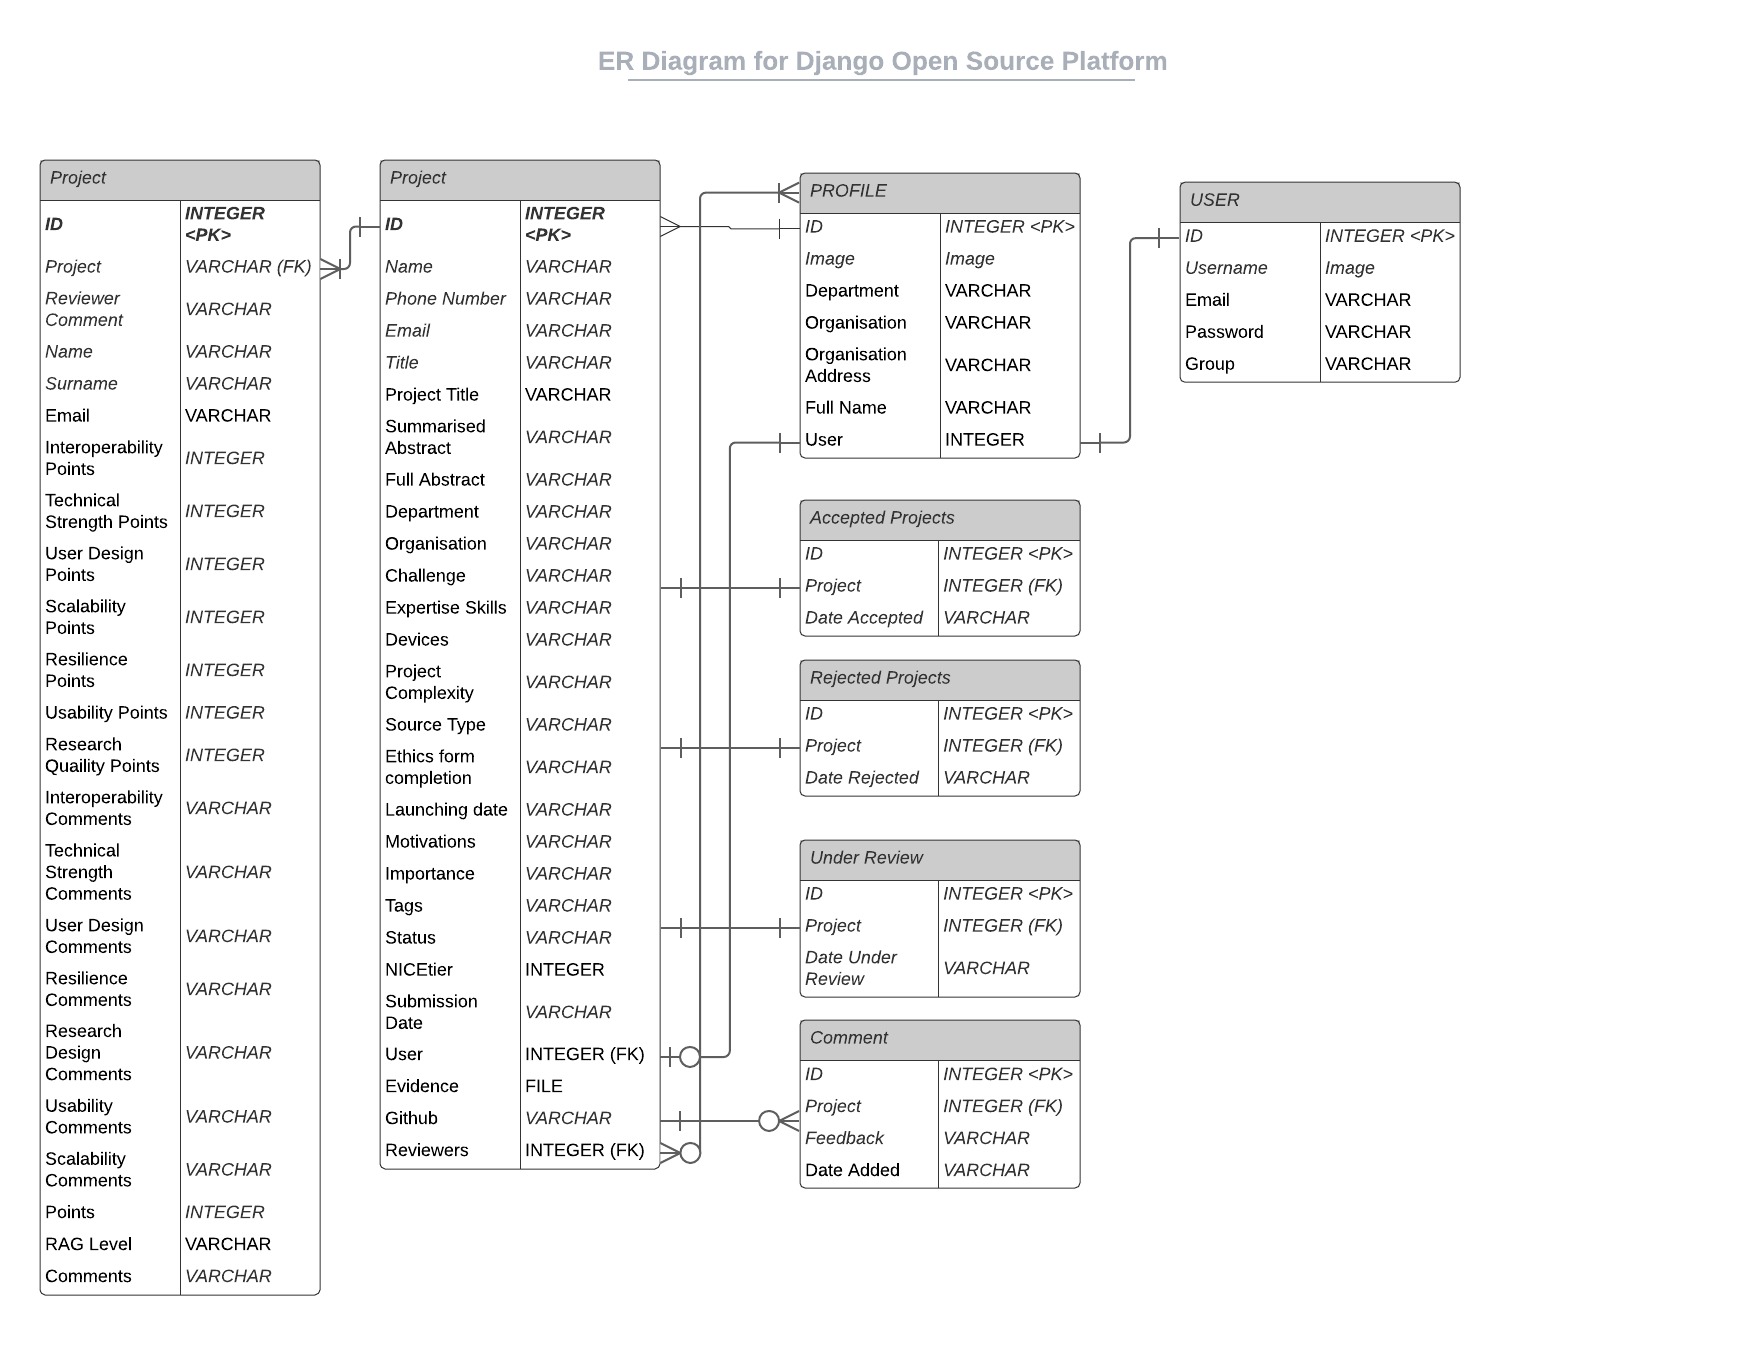 ER Diagram for Django Open Source Platform
Project
ID
INTEGER
<PK>
Project
VARCHAR (FK)
Reviewer
Comment
VARCHAR
Name
VARCHAR
Surname
VARCHAR
Email
VARCHAR
Interoperability
Points
INTEGER
Technical
Strength Points
INTEGER
User Design
Points
INTEGER
Scalability
Points
INTEGER
Resilience
Points
INTEGER
Usability Points
INTEGER
Research
Quaility Points
INTEGER
Interoperability
Comments
VARCHAR
Technical
Strength
Comments
VARCHAR
User Design
Comments
VARCHAR
Resilience
Comments
VARCHAR
Research
Design
Comments
VARCHAR
Usability
Comments
VARCHAR
Scalability
Comments
VARCHAR
Points
INTEGER
RAG Level
VARCHAR
Comments
VARCHAR
Project
ID
INTEGER
<PK>
Name
VARCHAR
Phone Number
VARCHAR
Email
VARCHAR
Title
VARCHAR
Project Title
VARCHAR
Summarised
Abstract
VARCHAR
Full Abstract
VARCHAR
Department
VARCHAR
Organisation
VARCHAR
Challenge
VARCHAR
Expertise Skills
VARCHAR
Devices
VARCHAR
Project
Complexity
VARCHAR
Source Type
VARCHAR
Ethics form
completion
VARCHAR
Launching date
VARCHAR
Motivations
VARCHAR
Importance
VARCHAR
Tags
VARCHAR
Status
VARCHAR
NICEtier
INTEGER
Submission
Date
VARCHAR
User
INTEGER (FK)
Evidence
FILE
Github
VARCHAR
Reviewers
INTEGER (FK)
PROFILE
ID
INTEGER <PK>
Image
Image
Department
VARCHAR
Organisation
VARCHAR
Organisation
Address
VARCHAR
Full Name
VARCHAR
User
INTEGER
Accepted Projects
ID
INTEGER <PK>
Project
INTEGER (FK)
Date Accepted
VARCHAR
Rejected Projects
ID
INTEGER <PK>
Project
INTEGER (FK)
Date Rejected
VARCHAR
Under Review
ID
INTEGER <PK>
Project
INTEGER (FK)
Date Under
Review
VARCHAR
Comment
ID
INTEGER <PK>
Project
INTEGER (FK)
Feedback
VARCHAR
Date Added
VARCHAR
USER
ID
INTEGER <PK>
Username
Image
Email
VARCHAR
Password
VARCHAR
Group
VARCHAR